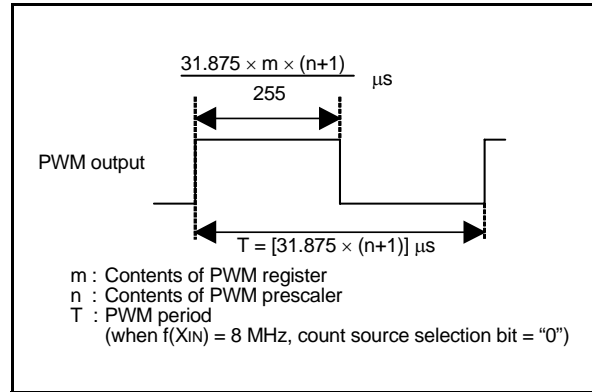 31.875 × m × (n+1)
255
μs
PWM output
T = [31.875 × (n+1)] μs
m : Contents of PWM register
n : Contents of PWM prescaler
T : PWM period
(when f(XIN) = 8 MHz, count source selection bit = “0”)